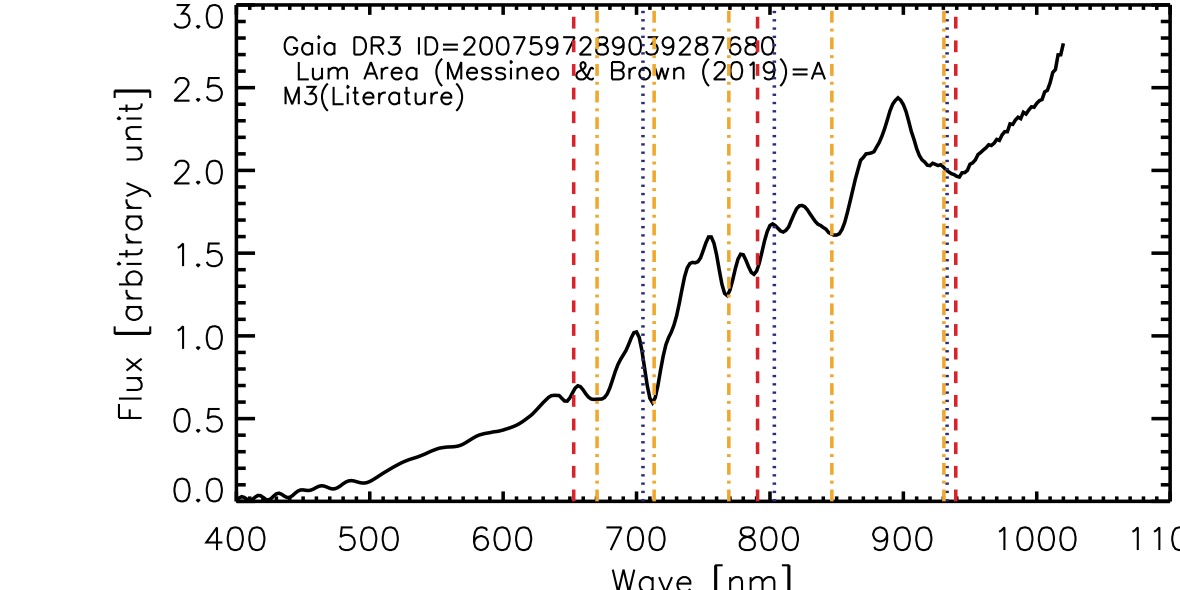 3.0
2.5
2.0
1.5
1.0
0.5
0.0
Flux [arbitrary unit]
Gaia DR3 ID=2007597289039287680
Lum Area (Messineo & Brown (2019)=A
M3(Literature)
400 500 600 700 800 900 1000 110
Wave [nm]